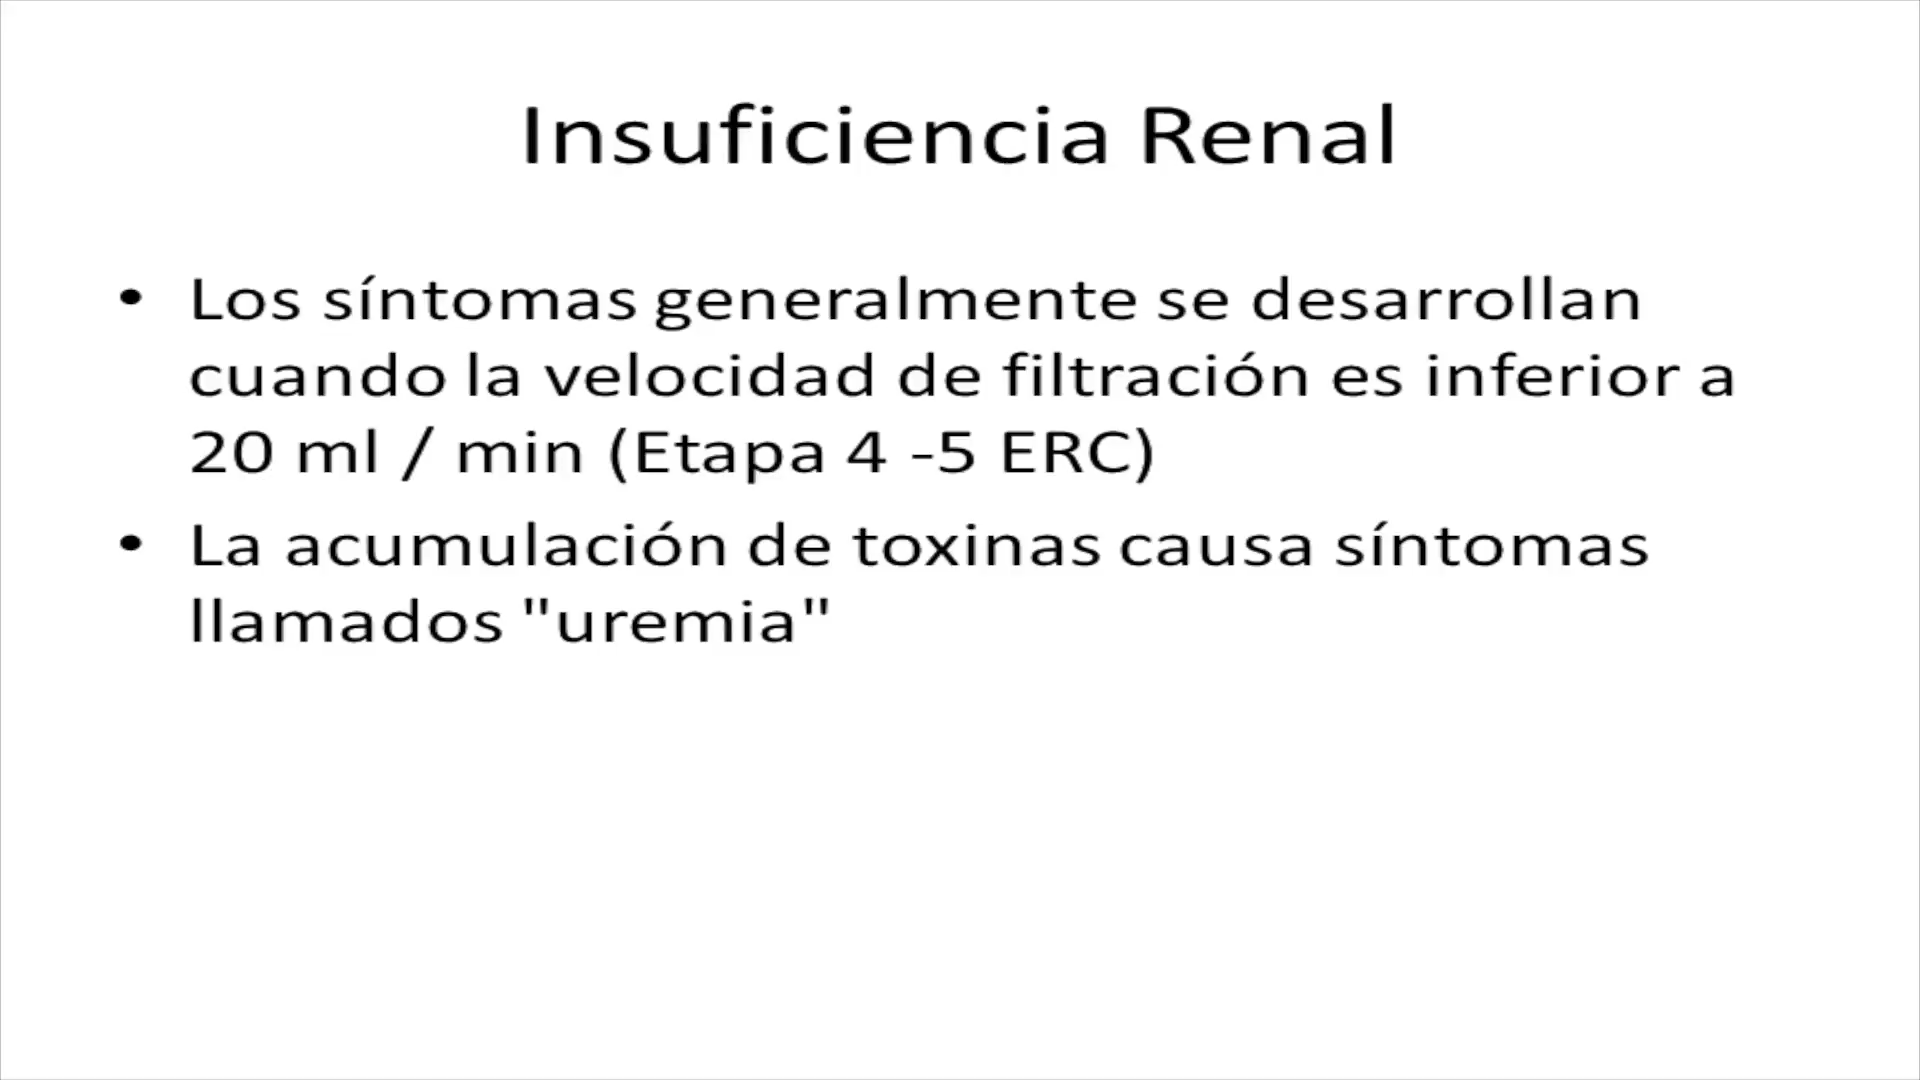 Insuficiencia Renal
• Los síntomas generalmente se desarrollan
cuando la velocidad de filtración es inferior a
20 ml / min (Etapa 4 -5 ERC)
• La acumulación de toxinas causa síntomas
llamados "uremia"